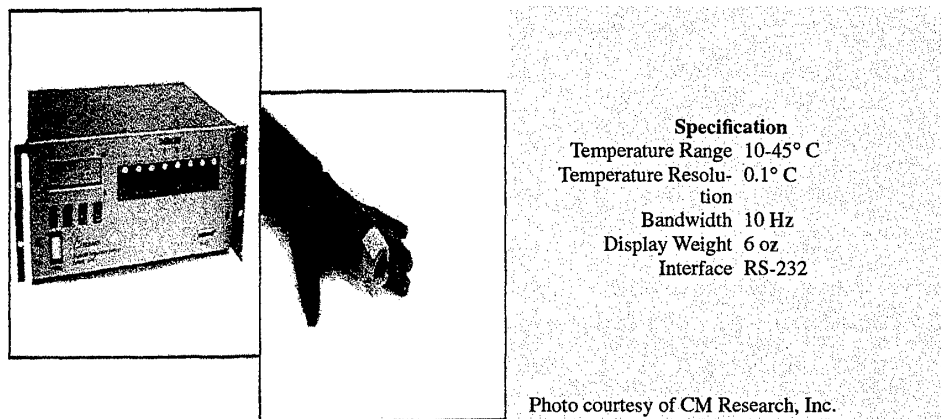 Specification
Temperature Range 10-45° C
Temperature Resolu- 0.1° C
tion
Bandwidth 10 Hz
Display Weight 6 oz
Interface RS-232
Photo courtesy of CM Research, Inc.